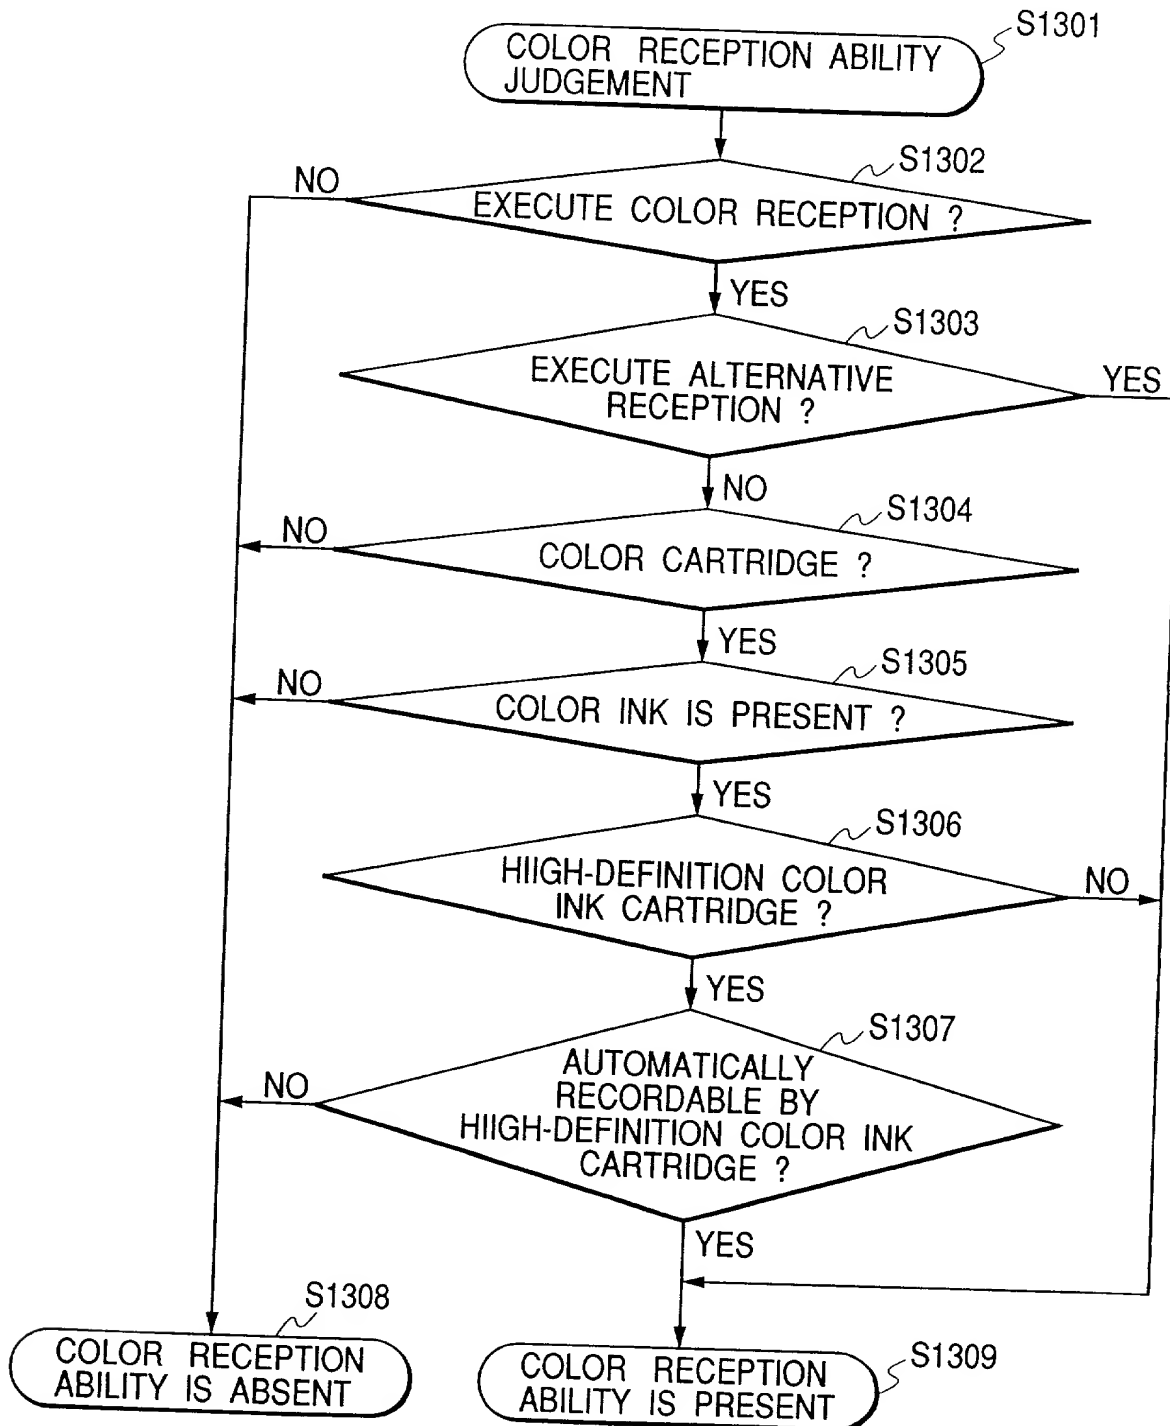 S1301
COLOR RECEPTION ABILITY
JUDGEMENT
S1302
NO
EXECUTE COLOR RECEPTION ?
YES
S1303
EXECUTE ALTERNATIVE
RECEPTION ?
YES
NO
S1304
NO
COLOR CARTRIDGE ?
YES
S1305
NO
COLOR INK IS PRESENT ?
YES
S1306
HIIGH-DEFINITION COLOR
INK CARTRIDGE ?
NO
YES
S1307
NO
AUTOMATICALLY
RECORDABLE BY
HIIGH-DEFINITION COLOR INK
CARTRIDGE ?
YES
S1308
COLOR RECEPTION
ABILITY IS ABSENT
S1309
COLOR RECEPTION
ABILITY IS PRESENT